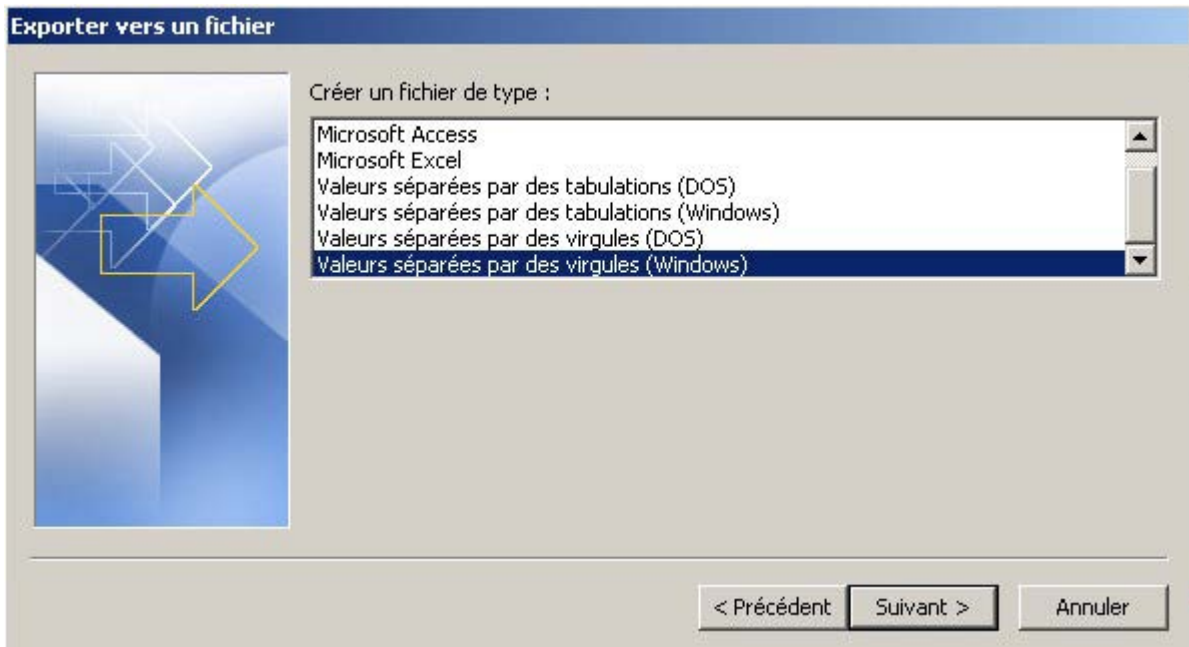 Exporter vers un fichier
Créer un fichier de type :
Microsoft Access
Microsoft Excel
Valeurs séparées par des tabulations (DOS)
Valeurs séparées par des tabulations (Windows)
Valeurs séparées par des virgules (DOS)
Valeurs séparées par des virgules (Windows)
< Précédent Suivant > Annuler